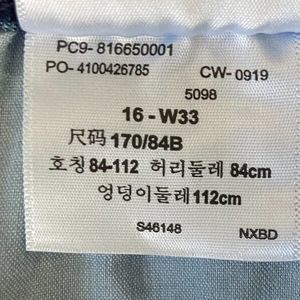 PC9- 816650001
PO- 4100426785 CW- 0919
5098
16 - W33
尺码 170/84B
호칭 84-112 허리둘레 84cm
엉덩이둘레 112cm
S46148 NXBD